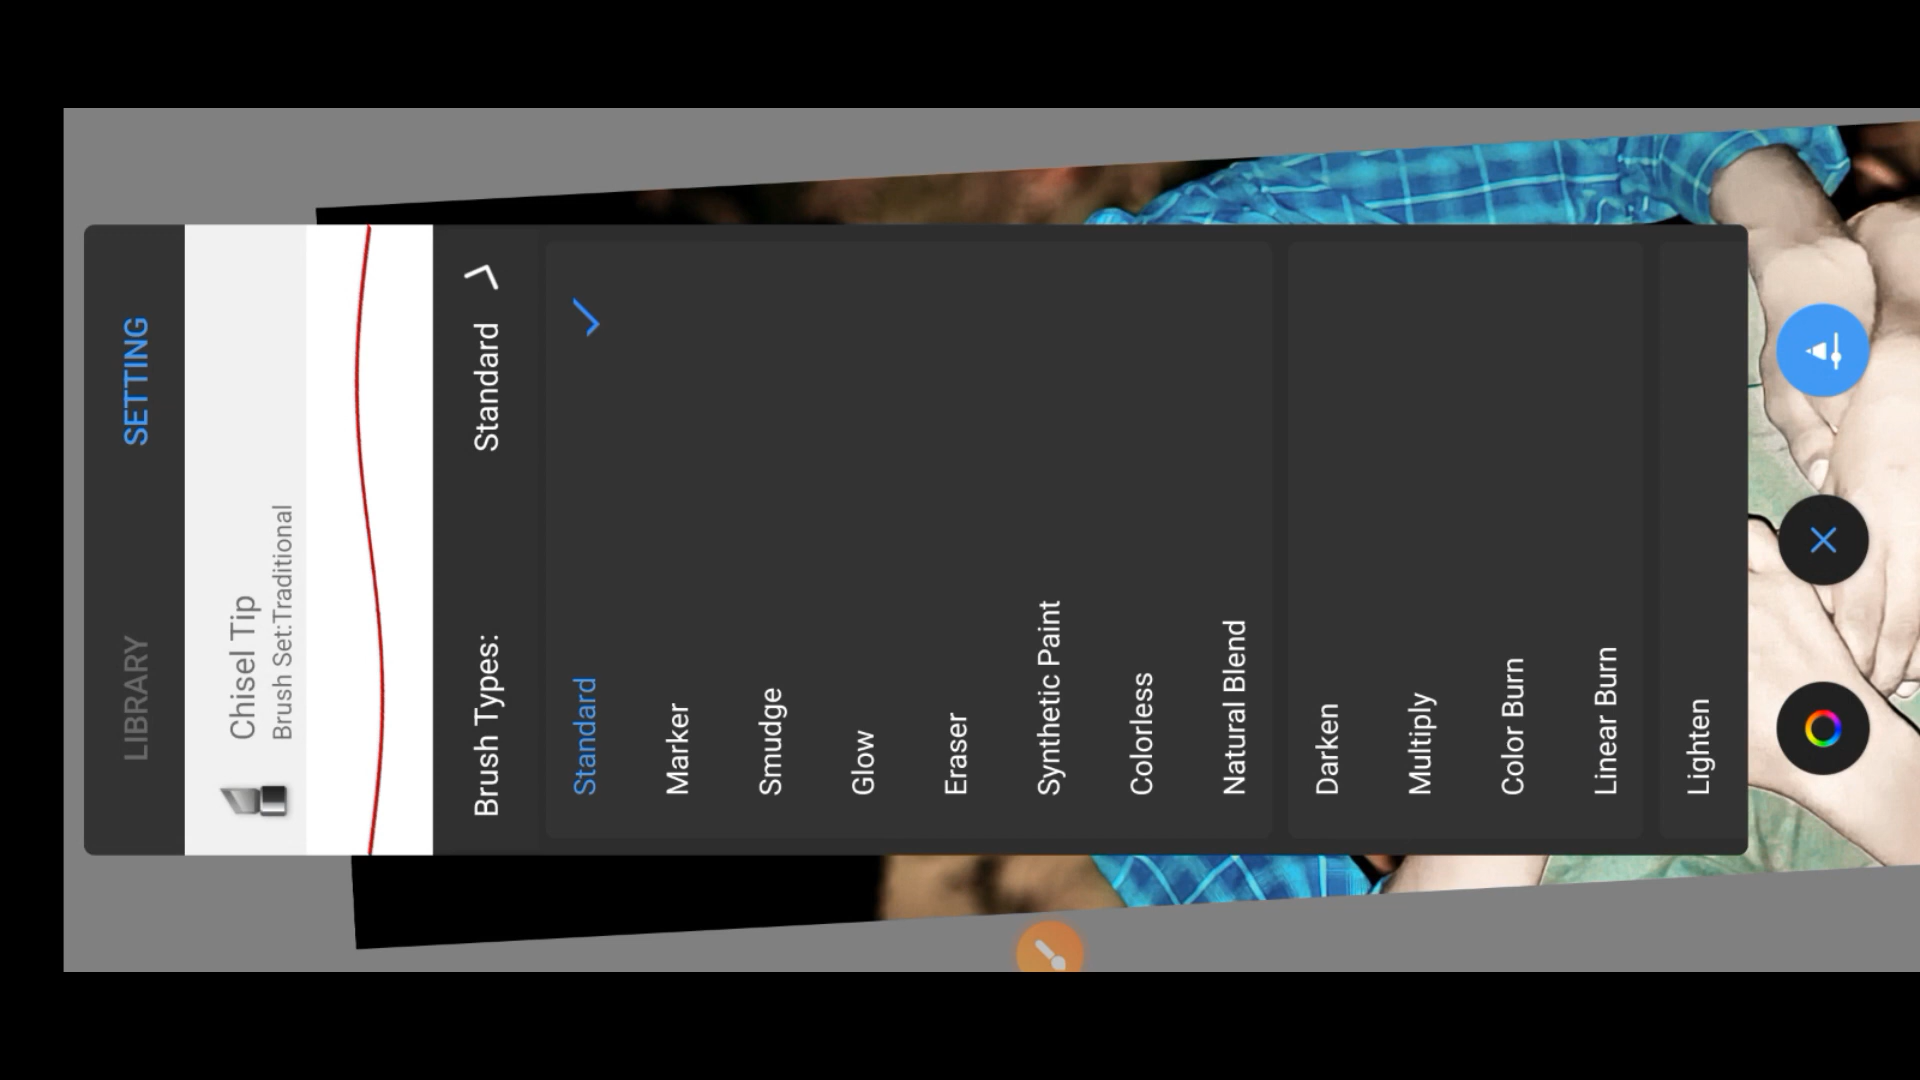 LIBRARY SETTING
Chisel Tip
Brush Set:Traditional
Brush Types: Standard
Standard
Marker
Smudge
Glow
Eraser
Synthetic Paint
Colorless
Natural Blend
Darken
Multiply
Color Burn
Linear Burn
Lighten